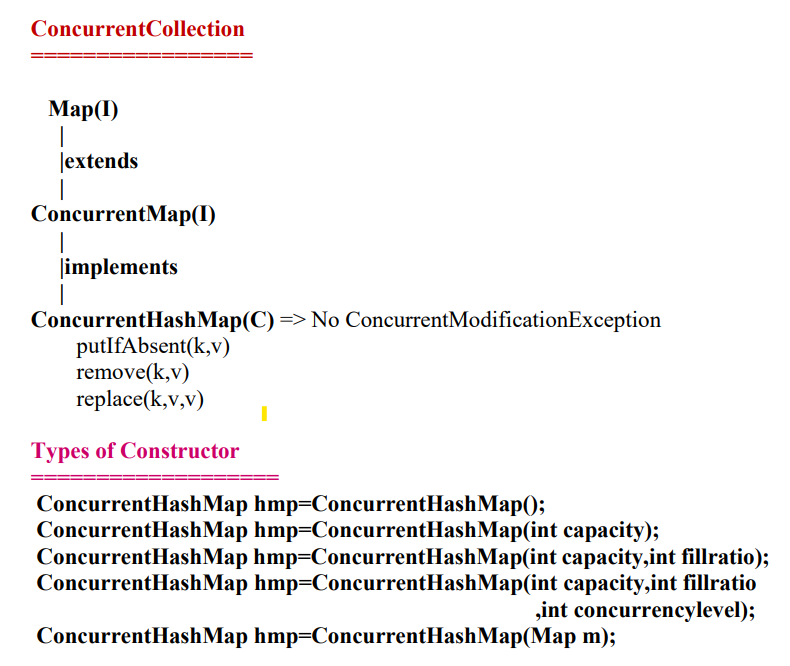 ConcurrentCollection
=================
Map(I)
|
|extends
|
ConcurrentMap(I)
|
|implements
|
ConcurrentHashMap(C) => No ConcurrentModificationException
putIfAbsent(k,v)
remove(k,v)
replace(k,v,v)
Types of Constructor
===================
ConcurrentHashMap hmp=ConcurrentHashMap();
ConcurrentHashMap hmp=ConcurrentHashMap(int capacity);
ConcurrentHashMap hmp=ConcurrentHashMap(int capacity,int fillratio);
ConcurrentHashMap hmp=ConcurrentHashMap(int capacity,int fillratio
,int concurrencylevel);
ConcurrentHashMap hmp=ConcurrentHashMap(Map m);